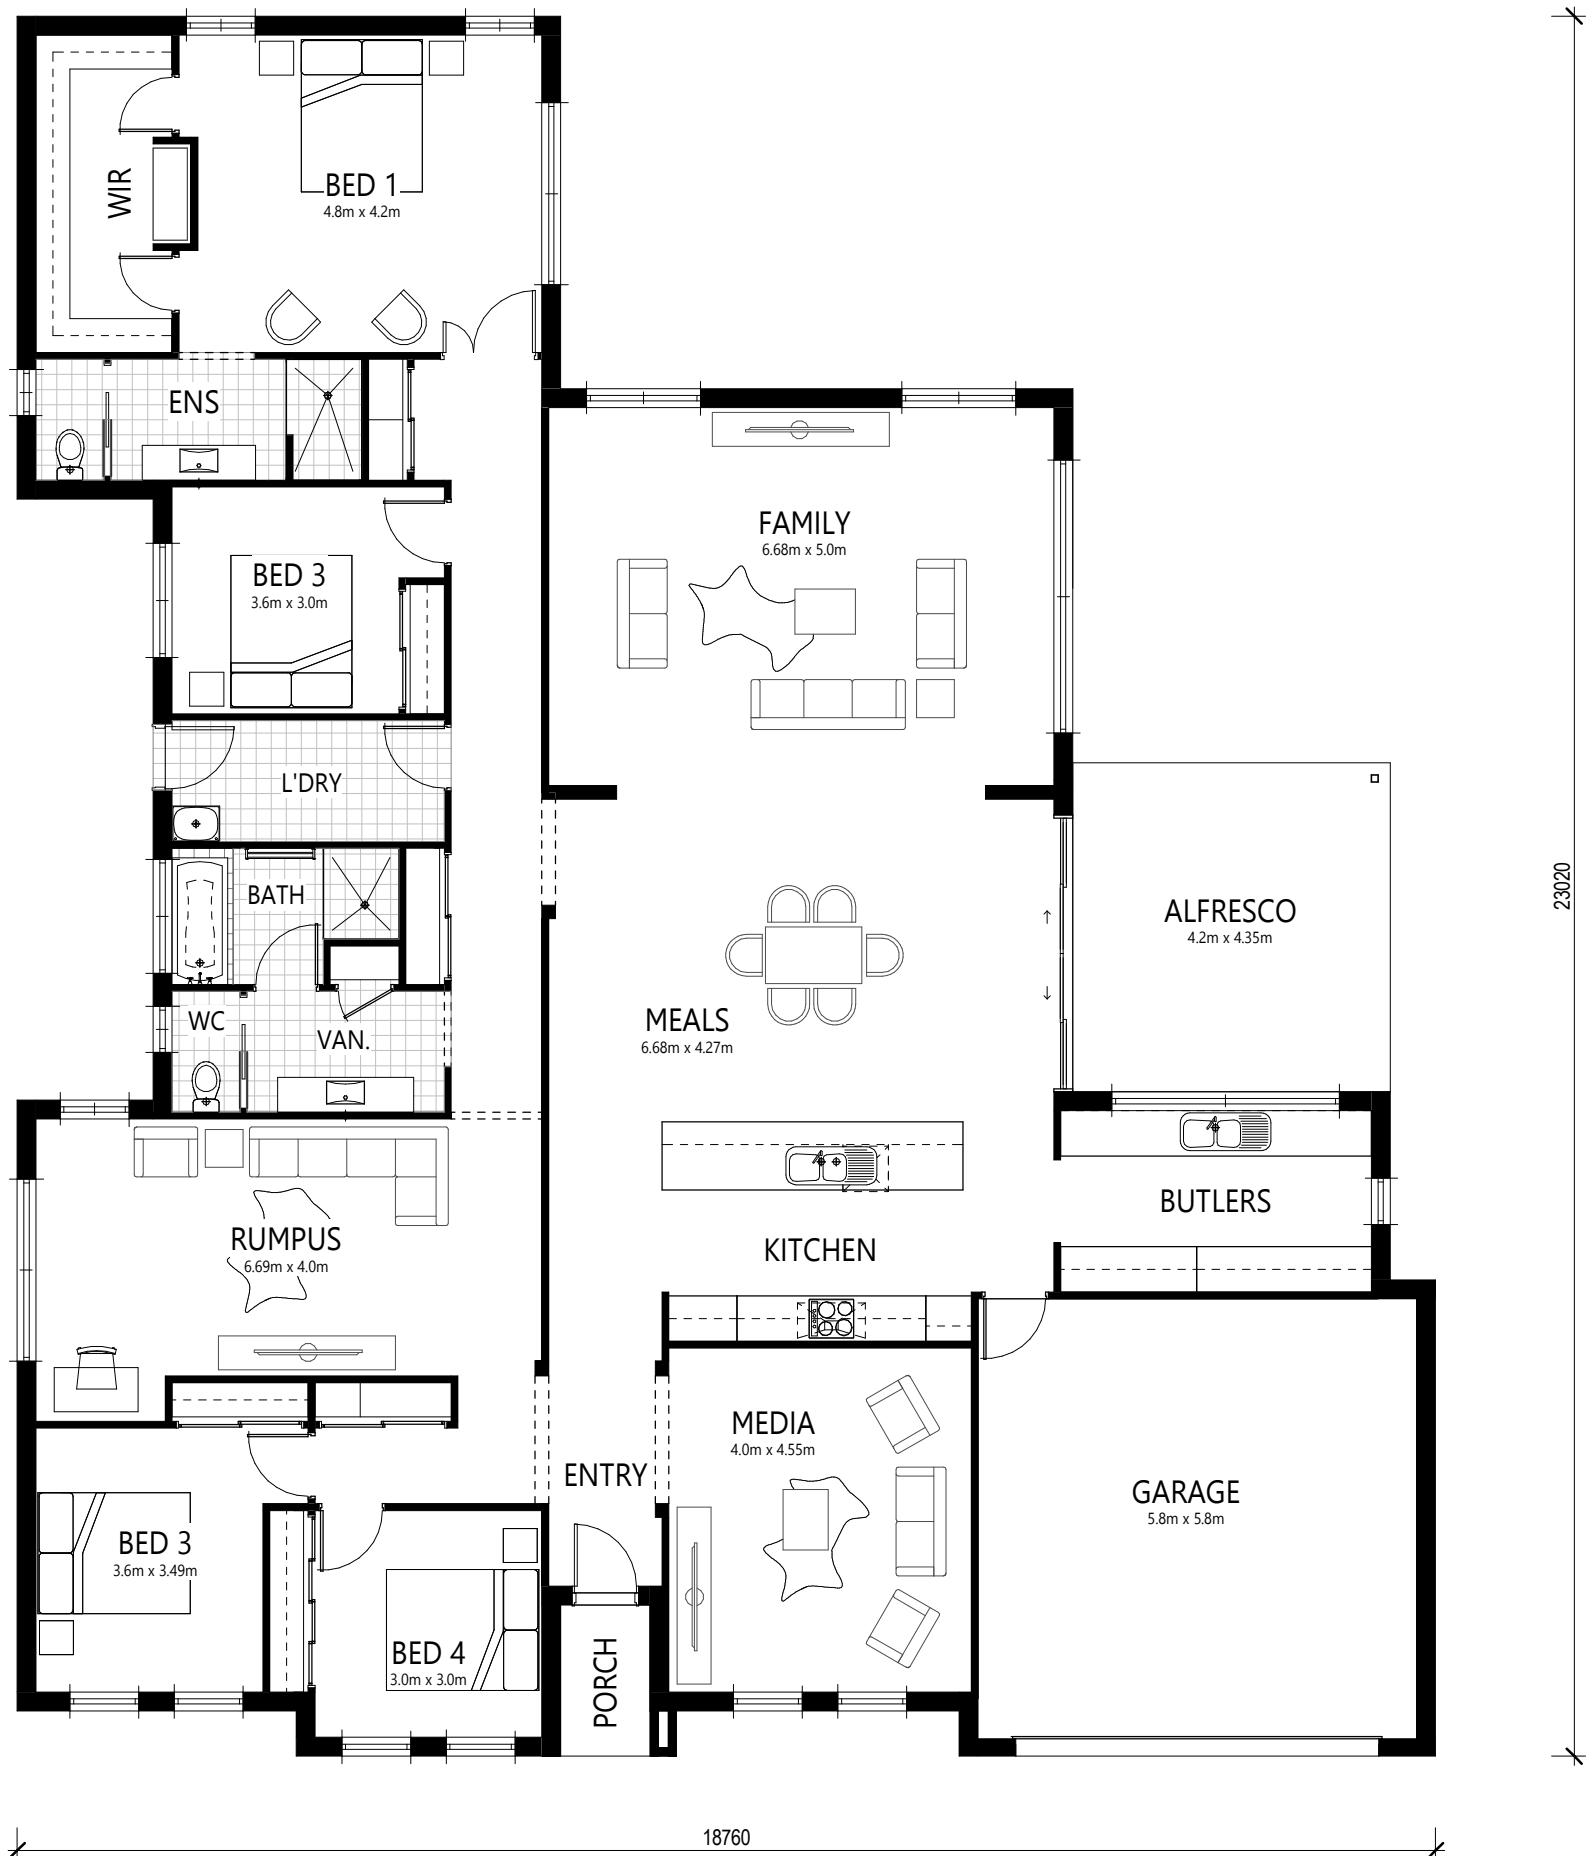 BED 1
4.8m x 4.2m
WIR
ENS
FAMILY
6.68m x 5.0m
BED 3
3.6m x 3.0m
L'DRY
BATH
ALFRESCO
4.2m x 4.35m
23020
WC
VAN.
MEALS
6.68m x 4.27m
BUTLERS
RUMPUS
6.69m x 4.0m
KITCHEN
MEDIA
4.0m x 4.55m
ENTRY
GARAGE
5.8m x 5.8m
BED 3
3.6m x 3.49m
BED 4
3.0m x 3.0m
PORCH
18760